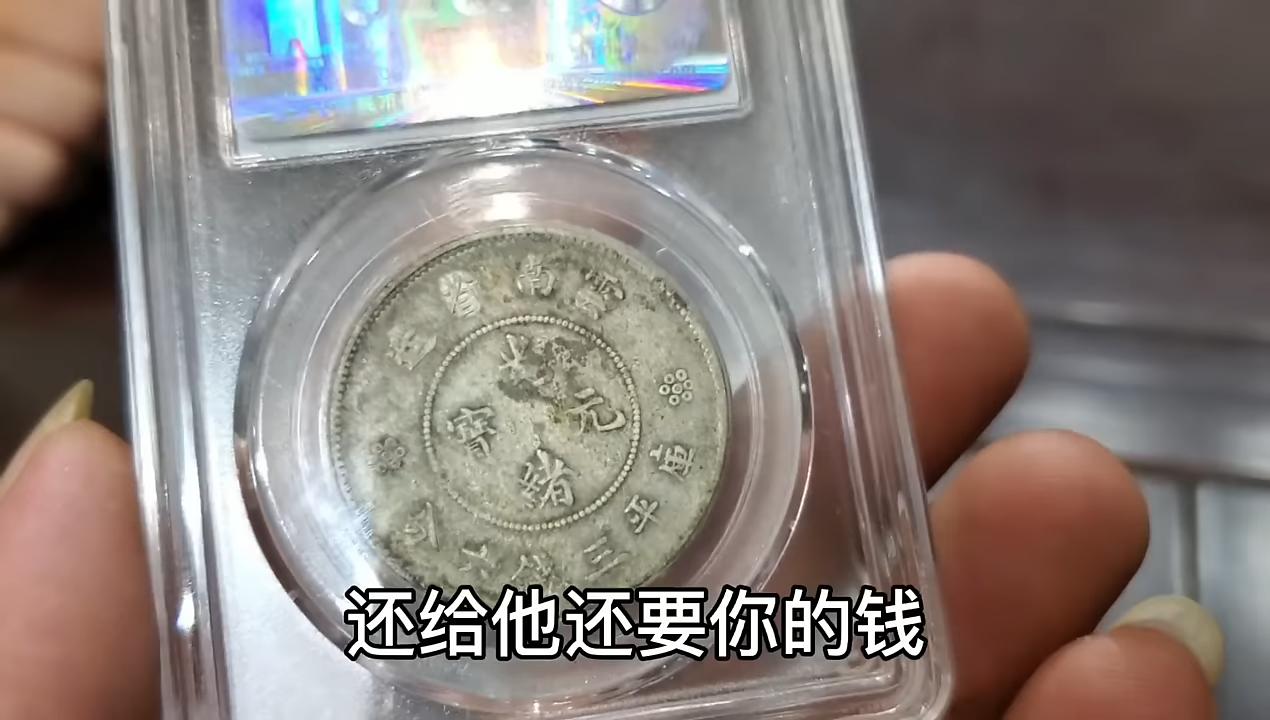 雲南省造
光緒元寳
庫平三錢六分
还给他还要你的钱